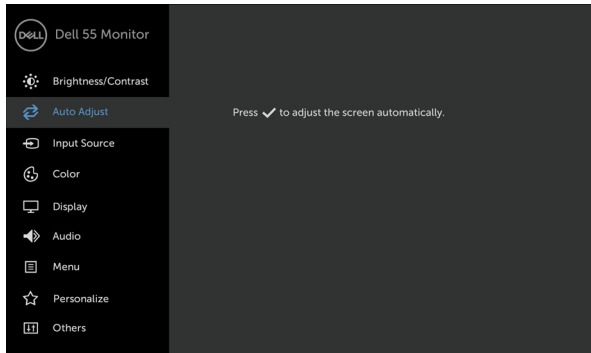 DELL Dell 55 Monitor
Brightness/Contrast
Auto Adjust
Press ✓ to adjust the screen automatically.
Input Source
Color
Display
Audio
Menu
Personalize
Others